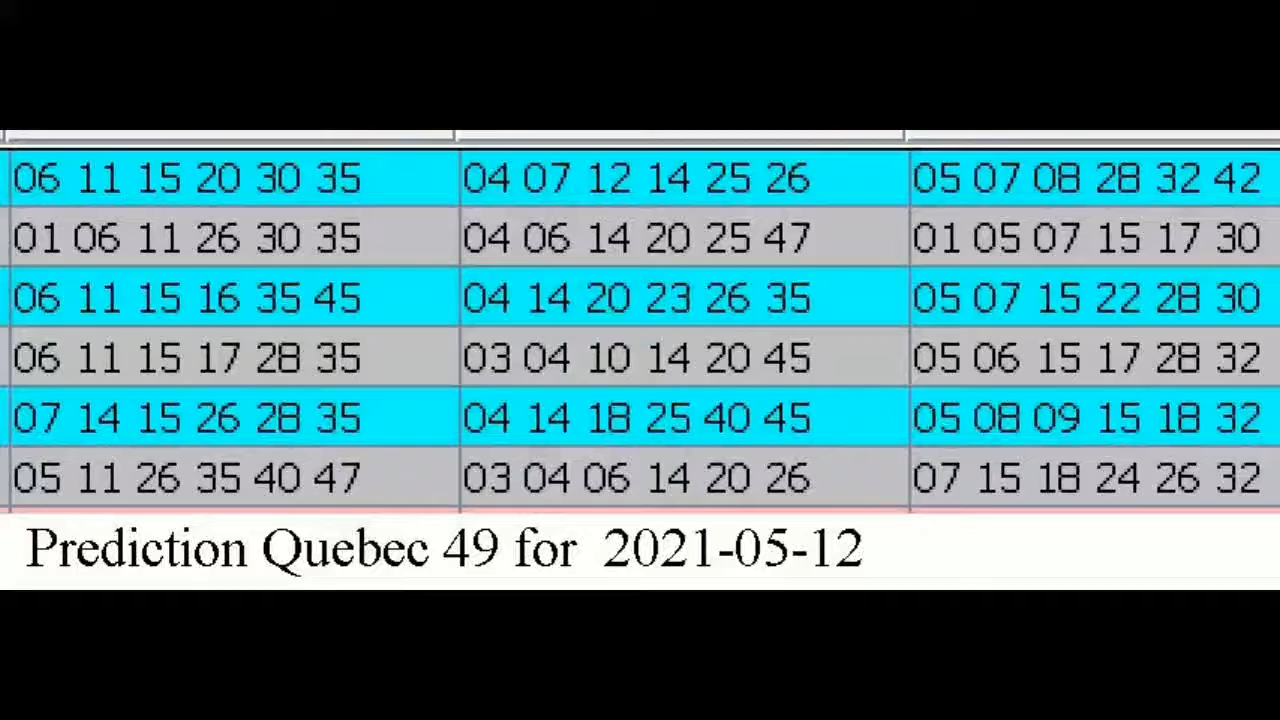 06 11 15 20 30 35 04 07 12 14 25 26 05 07 08 28 32 42
01 06 11 26 30 35 04 06 14 20 25 47 01 05 07 15 17 30
06 11 15 16 35 45 04 14 20 23 26 35 05 07 15 22 28 30
06 11 15 17 28 35 03 04 10 14 20 45 05 06 15 17 28 32
07 14 15 26 28 35 04 14 18 25 40 45 05 08 09 15 18 32
05 11 26 35 40 47 03 04 06 14 20 26 07 15 18 24 26 32
Prediction Quebec 49 for 2021-05-12